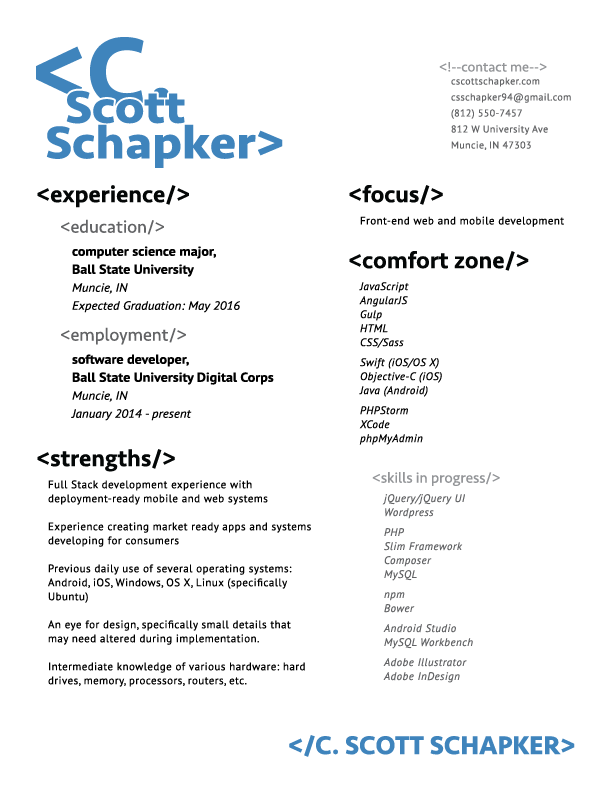 <C.
Scott
Schapker>
<!--contact me-->
cscottschapker.com
csschapker94@gmail.com
(812) 550-7457
812 W University Ave
Muncie, IN 47303
<experience/>
<education/>
computer science major,
Ball State University
Muncie, IN
Expected Graduation: May 2016
<employment/>
software developer,
Ball State University Digital Corps
Muncie, IN
January 2014 - present
<strengths/>
Full Stack development experience with
deployment-ready mobile and web systems
Experience creating market ready apps and systems
developing for consumers
Previous daily use of several operating systems:
Android, iOS, Windows, OS X, Linux (specifically
Ubuntu)
An eye for design, specifically small details that
may need altered during implementation.
Intermediate knowledge of various hardware: hard
drives, memory, processors, routers, etc.
<focus/>
Front-end web and mobile development
<comfort zone/>
JavaScript
AngularJS
Gulp
HTML
CSS/Sass
Swift (iOS/OS X)
Objective-C (iOS)
Java (Android)
PHPStorm
XCode
phpMyAdmin
<skills in progress/>
jQuery/jQuery UI
Wordpress
PHP
Slim Framework
Composer
MySQL
npm
Bower
Android Studio
MySQL Workbench
Adobe Illustrator
Adobe InDesign
</C. SCOTT SCHAPKER>